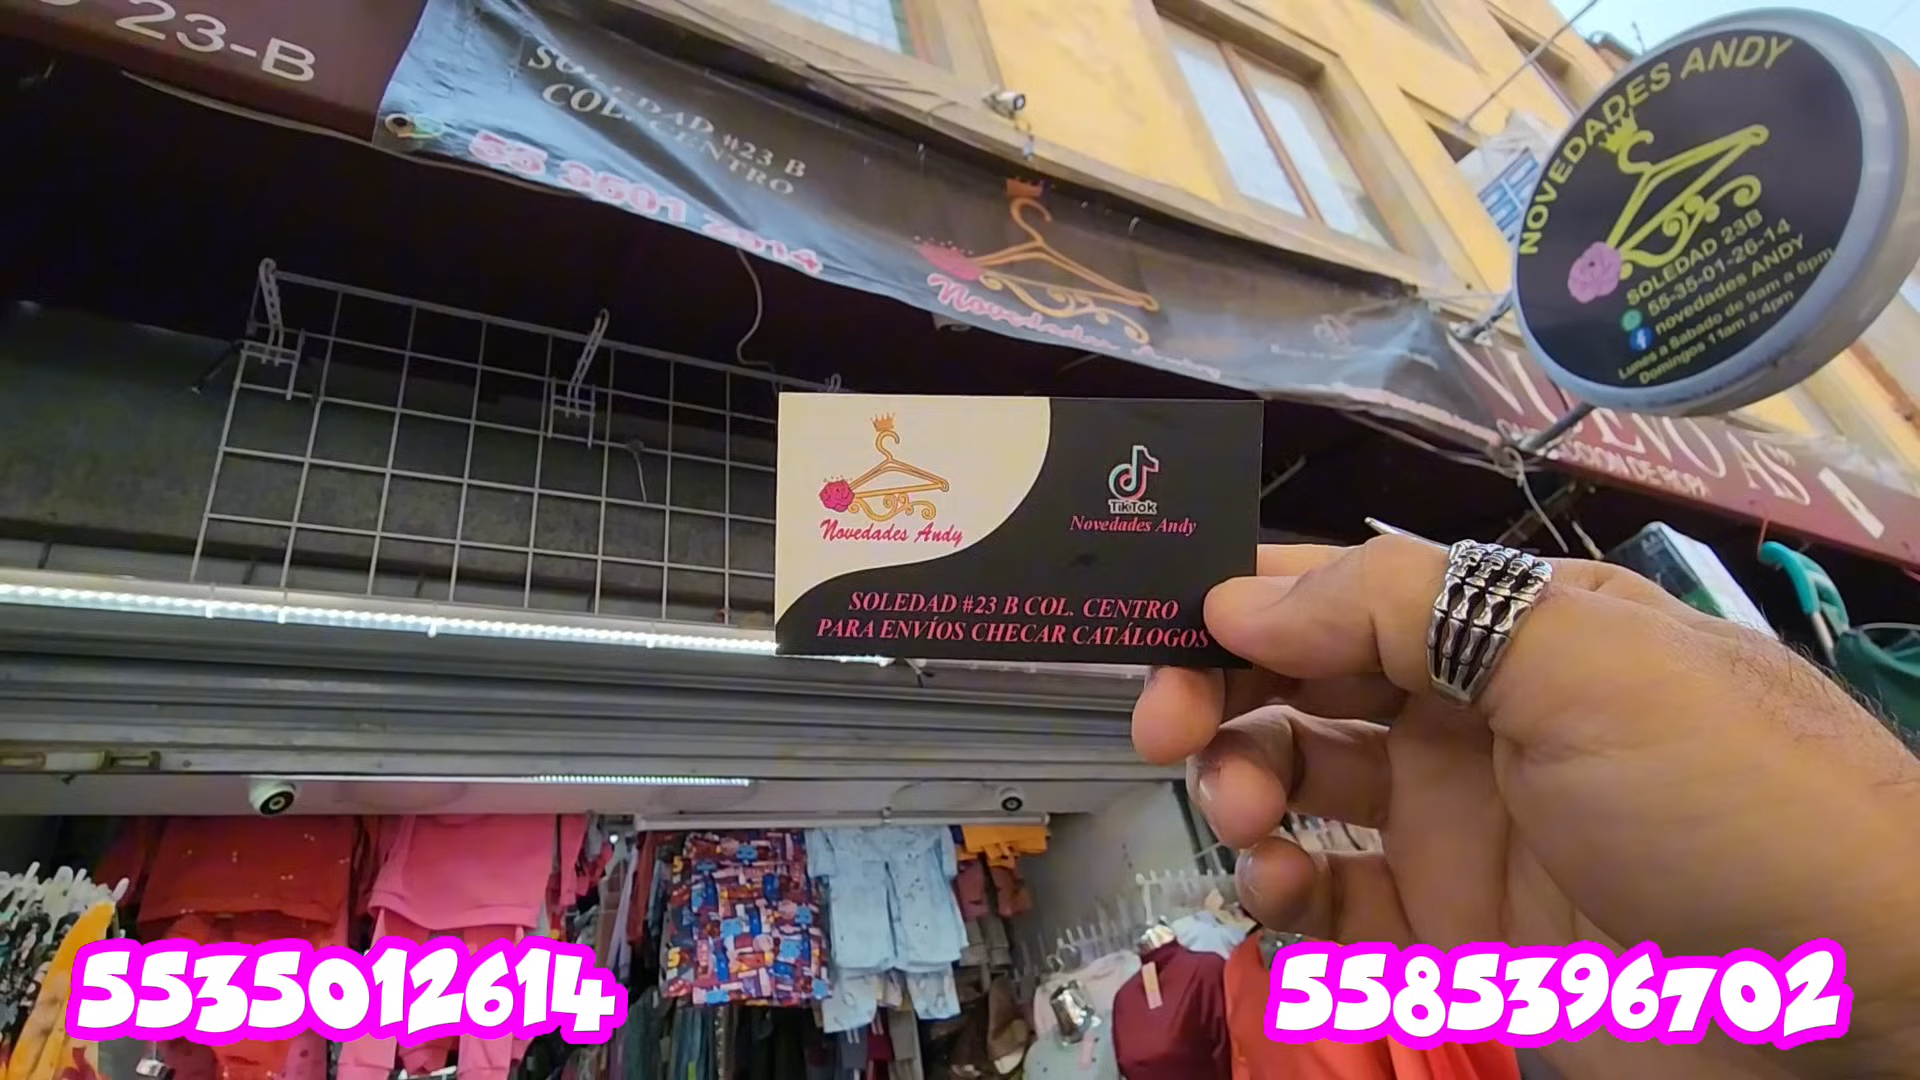 23-B
SOLEDAD #23 B
COL. CENTRO
55 3501 2614
Novedades Andy
NOVEDADES ANDY
SOLEDAD 23B
55-35-01-26-14
novedades ANDY
Lunes a Sabado de 9am a 6pm
Domingos 11am a 4pm
Novedades Andy
TikTok
Novedades Andy
SOLEDAD #23 B COL. CENTRO
PARA ENVÍOS CHECAR CATÁLOGOS
5535012614
5585396702